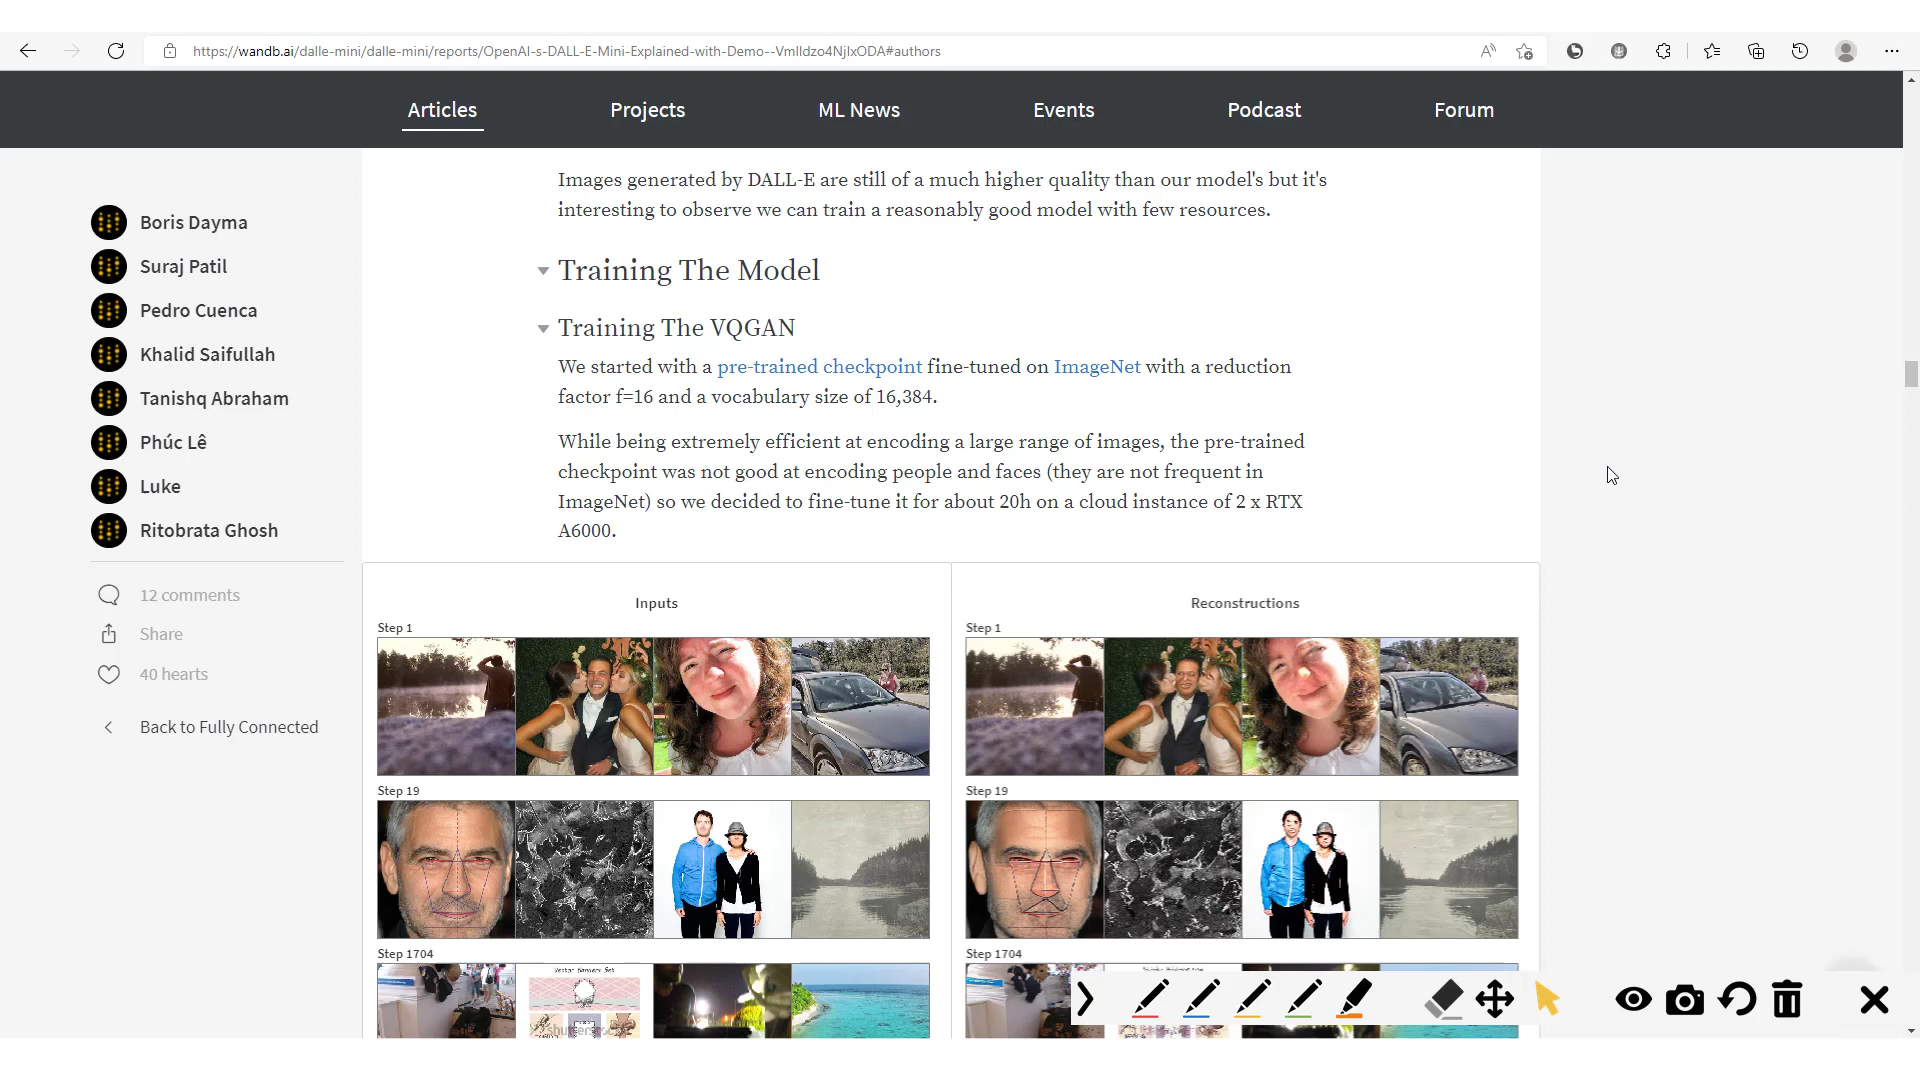 https://wandb.ai/dalle-mini/dalle-mini/reports/OpenAI-s-DALL-E-Mini-Explained-with-Demo--Vmlldzo4NjIxODA#authors
Articles
Projects
ML News
Events
Podcast
Forum
Boris Dayma
Suraj Patil
Pedro Cuenca
Khalid Saifullah
Tanishq Abraham
Phúc Lê
Luke
Ritobrata Ghosh
12 comments
Share
40 hearts
Back to Fully Connected
Images generated by DALL-E are still of a much higher quality than our model's but it's
interesting to observe we can train a reasonably good model with few resources.
Training The Model
Training The VQGAN
We started with a pre-trained checkpoint fine-tuned on ImageNet with a reduction
factor f=16 and a vocabulary size of 16,384.
While being extremely efficient at encoding a large range of images, the pre-trained
checkpoint was not good at encoding people and faces (they are not frequent in
ImageNet) so we decided to fine-tune it for about 20h on a cloud instance of 2 x RTX
A6000.
Inputs
Step 1
Step 19
Step 1704
Vector Banners Set
shutterstock
Reconstructions
Step 1
Step 19
Step 1704